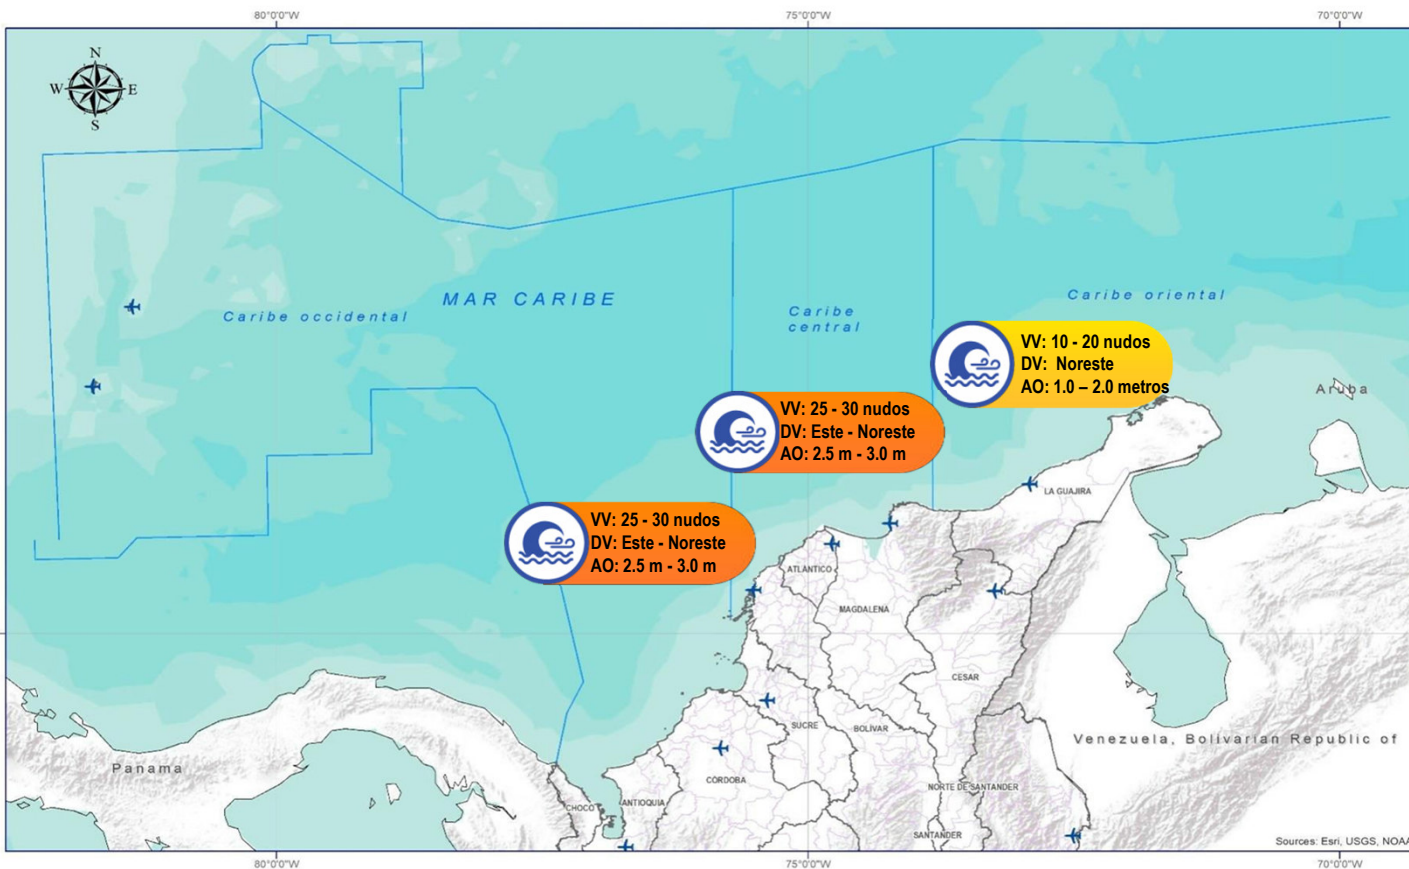 80°0'0"W
75°0'0"W
70°0'0"W
N
W
E
S
MAR CARIBE
Caribe occidental
Caribe
central
Caribe oriental
VV: 10 - 20 nudos
DV: Noreste
AO: 1.0 – 2.0 metros
Aruba
VV: 25 - 30 nudos
DV: Este - Noreste
AO: 2.5 m - 3.0 m
LA GUAJIRA
VV: 25 - 30 nudos
DV: Este - Noreste
AO: 2.5 m - 3.0 m
ATLANTICO
MAGDALENA
CESAR
SUCRE
BOLÍVAR
Venezuela, Bolivarian Republic of
Panama
CÓRDOBA
NORTE DE SANTANDER
CHOCO
ANTIOQUIA
SANTANDER
Sources: Esri, USGS, NOAA
80°0'0"W
75°0'0"W
70°0'0"W